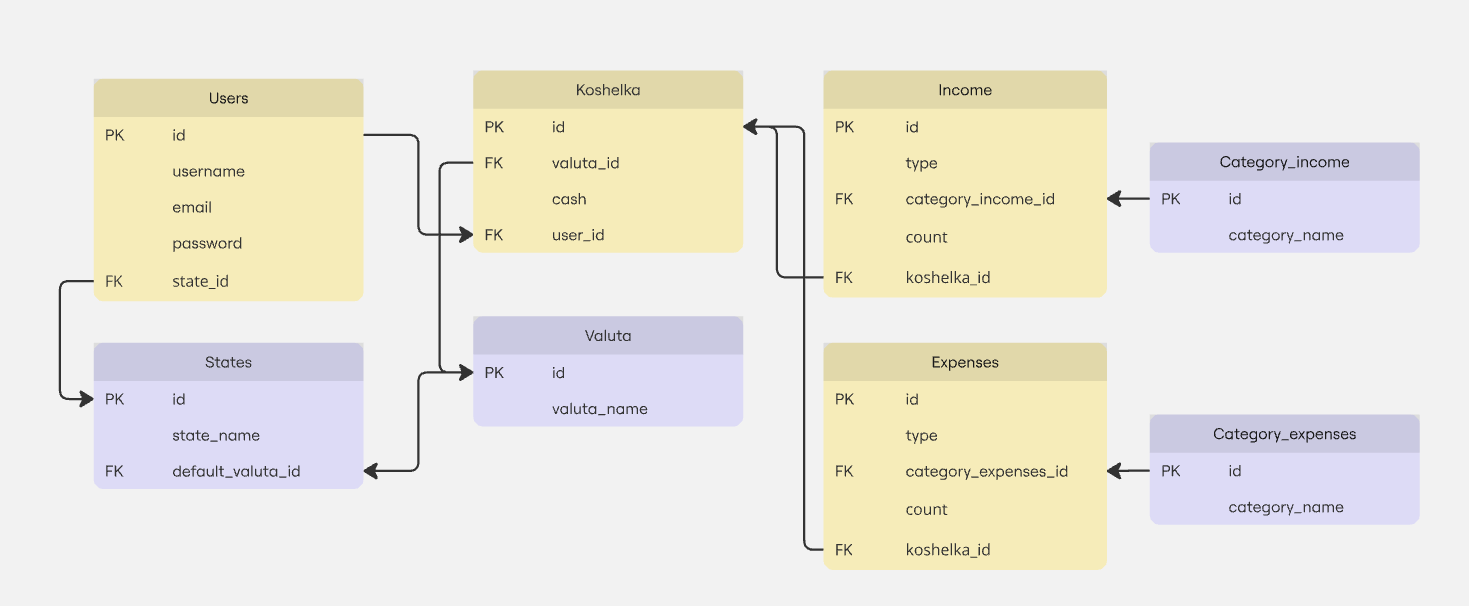 Users
PK id
username
email
password
FK state_id
States
PK id
state_name
FK default_valuta_id
Koshelka
PK id
FK valuta_id
cash
FK user_id
Valuta
PK id
valuta_name
Income
PK id
type
FK category_income_id
count
FK koshelka_id
Expenses
PK id
type
FK category_expenses_id
count
FK koshelka_id
Category_income
PK id
category_name
Category_expenses
PK id
category_name